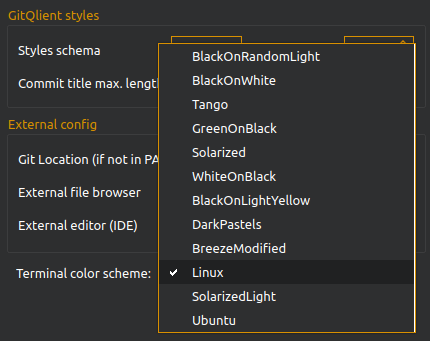 GitQlient styles
Styles schema
Commit title max. length
External config
Git Location (if not in PA
External file browser
External editor (IDE)
Terminal color scheme:
BlackOnRandomLight
BlackOnWhite
Tango
GreenOnBlack
Solarized
WhiteOnBlack
BlackOnLightYellow
DarkPastels
BreezeModified
Linux
SolarizedLight
Ubuntu